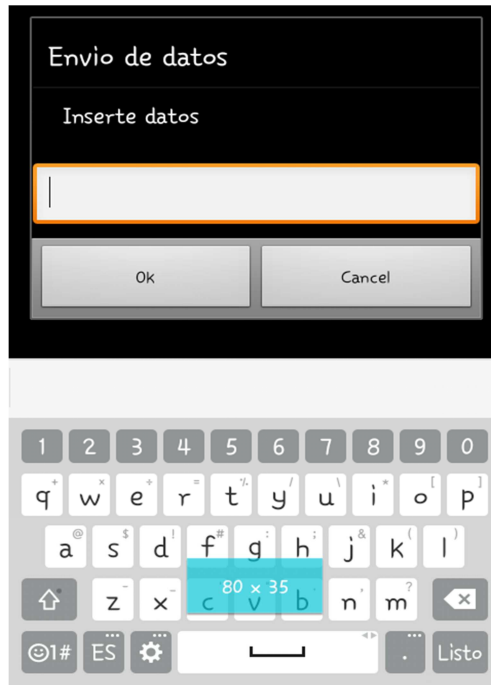 Envio de datos
Inserte datos
Ok Cancel
1 2 3 4 5 6 7 8 9 0
q w e r t y u i o p
a s d f g h j k l
80 × 35
z x c v b n m
☺1# ES . Listo